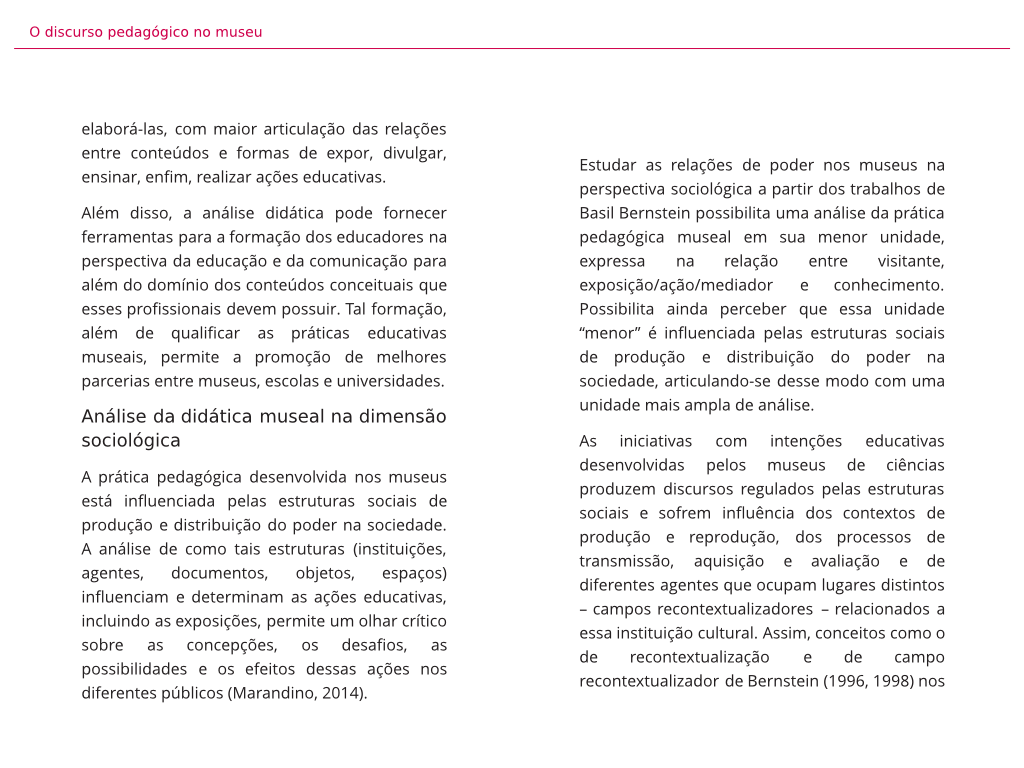 O discurso pedagógico no museu
elaborá-las, com maior articulação das relações
entre conteúdos e formas de expor, divulgar,
ensinar, enfim, realizar ações educativas.
Além disso, a análise didática pode fornecer
ferramentas para a formação dos educadores na
perspectiva da educação e da comunicação para
além do domínio dos conteúdos conceituais que
esses profissionais devem possuir. Tal formação,
além de qualificar as práticas educativas
museais, permite a promoção de melhores
parcerias entre museus, escolas e universidades.
Análise da didática museal na dimensão
sociológica
A prática pedagógica desenvolvida nos museus
está influenciada pelas estruturas sociais de
produção e distribuição do poder na sociedade.
A análise de como tais estruturas (instituições,
agentes, documentos, objetos, espaços)
influenciam e determinam as ações educativas,
incluindo as exposições, permite um olhar crítico
sobre as concepções, os desafios, as
possibilidades e os efeitos dessas ações nos
diferentes públicos (Marandino, 2014).
Estudar as relações de poder nos museus na
perspectiva sociológica a partir dos trabalhos de
Basil Bernstein possibilita uma análise da prática
pedagógica museal em sua menor unidade,
expressa na relação entre visitante,
exposição/ação/mediador e conhecimento.
Possibilita ainda perceber que essa unidade
“menor” é influenciada pelas estruturas sociais
de produção e distribuição do poder na
sociedade, articulando-se desse modo com uma
unidade mais ampla de análise.
As iniciativas com intenções educativas
desenvolvidas pelos museus de ciências
produzem discursos regulados pelas estruturas
sociais e sofrem influência dos contextos de
produção e reprodução, dos processos de
transmissão, aquisição e avaliação e de
diferentes agentes que ocupam lugares distintos
– campos recontextualizadores – relacionados a
essa instituição cultural. Assim, conceitos como o
de recontextualização e de campo
recontextualizador de Bernstein (1996, 1998) nos